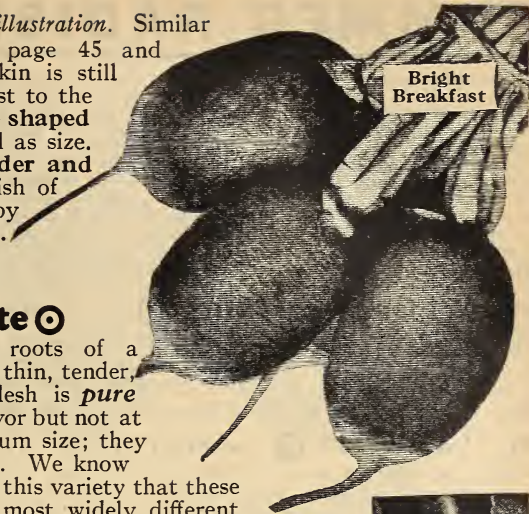 illustration. Similar
page 45 and
kin is still
st to the
shaped
l as size.
der and
ish of
by
.
Bright
Breakfast
te
roots of a
thin, tender,
lesh is pure
vor but not at
um size; they
. We know
this variety that these
most widely different